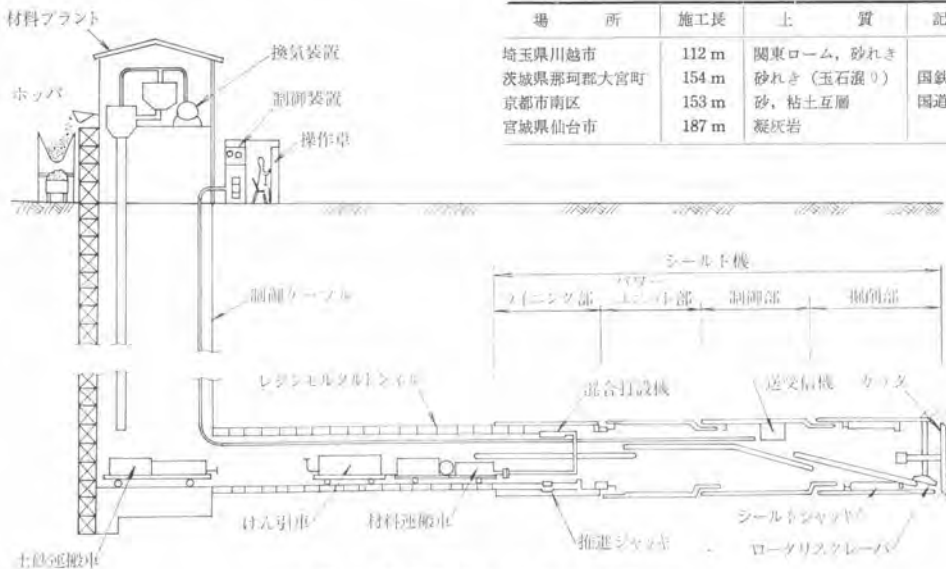 材料プラント
換気装置
ホッパ
制御装置
操作卓
場所 施工長 土質 記
埼玉県川越市 112 m 関東ローム，砂れき
茨城県那珂郡大宮町 154 m 砂れき（玉石混り） 国鉄
京都市南区 153 m 砂，粘土互層 国道
宮城県仙台市 187 m 凝灰岩
シールド機
ライニング部 パワー
ユニット部 制御部 掘削部
制御ケーブル
レジンモルタルトンネル
混合打設機
送受信機
カッタ
土砂運搬車
けん引車
材料運搬車
推進ジャッキ
シールドジャッキ
ロータリスクレーパ